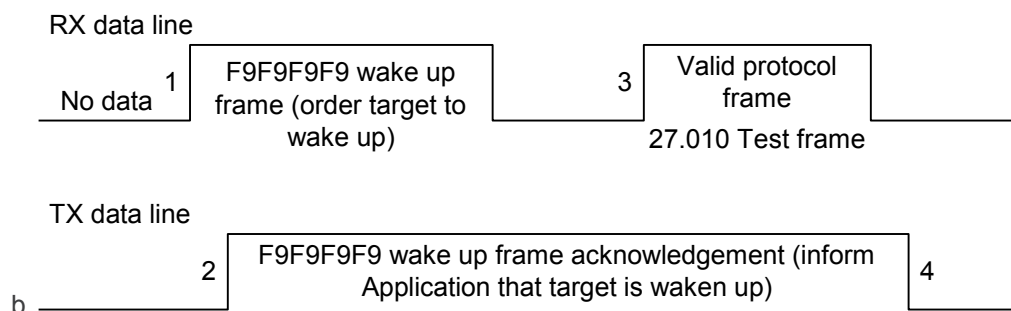 RX data line
No data
1
F9F9F9F9 wake up
frame (order target to
wake up)
3
Valid protocol
frame
27.010 Test frame
TX data line
2
F9F9F9F9 wake up frame acknowledgement (inform
Application that target is waken up)
4
b